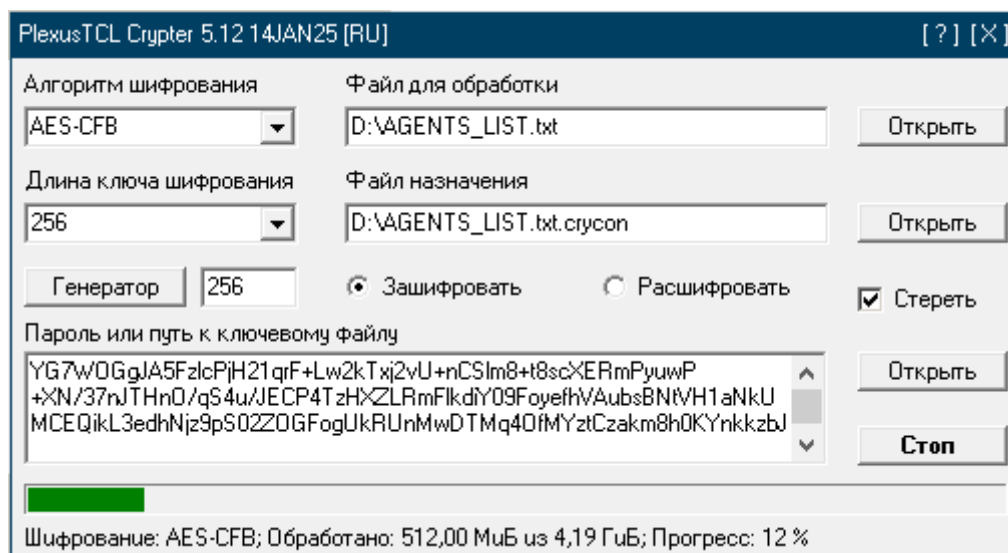 PlexusTCL Crypter 5.12 14JAN25 [RU] [ ? ] [ X ]
Алгоритм шифрования Файл для обработки
AES-CFB D:\AGENTS_LIST.txt Открыть
Длина ключа шифрования Файл назначения
256 D:\AGENTS_LIST.txt.crycon Открыть
Генератор 256 Зашифровать Расшифровать Стереть
Пароль или путь к ключевому файлу
YG7WOGgJA5FzlcPjH21qrF+Lw2kTxj2vU+nCSlm8+t8scXERmPyuwP
+XN/37nJTHnO/qS4u/JECP4TzHXZLRmFlkdiY09FoyefhVAubsBNtVH1aNkU
MCEQikL3edhNjz9pS02ZOGFogUkRUnMwDTMq4OfMYztCzakm8h0KYnkkzbJ
Открыть
Стоп
Шифрование: AES-CFB; Обработано: 512,00 МиБ из 4,19 ГиБ; Прогресс: 12 %